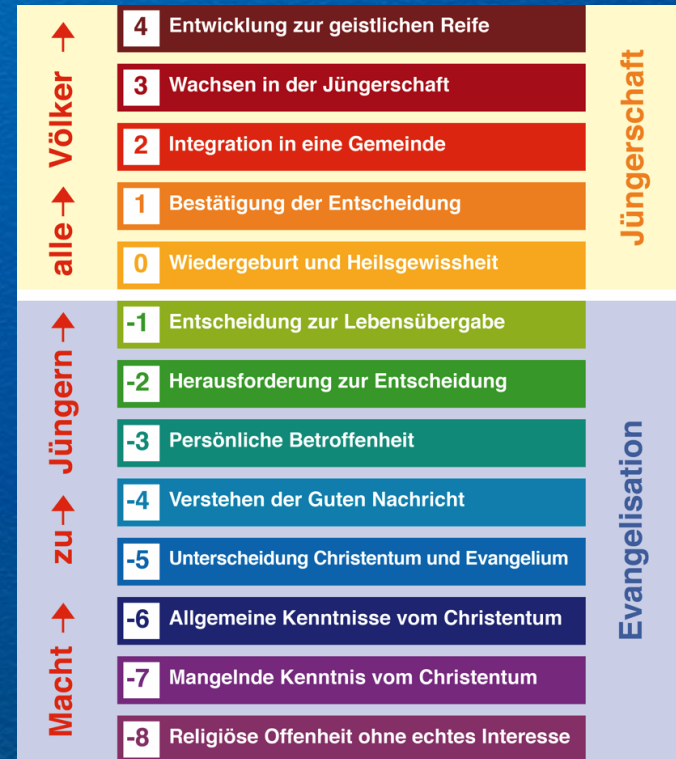 4 Entwicklung zur geistlichen Reife
3 Wachsen in der Jüngerschaft
2 Integration in eine Gemeinde
1 Bestätigung der Entscheidung
0 Wiedergeburt und Heilsgewissheit
-1 Entscheidung zur Lebensübergabe
-2 Herausforderung zur Entscheidung
-3 Persönliche Betroffenheit
-4 Verstehen der Guten Nachricht
-5 Unterscheidung Christentum und Evangelium
-6 Allgemeine Kenntnisse vom Christentum
-7 Mangelnde Kenntnis vom Christentum
-8 Religiöse Offenheit ohne echtes Interesse
Macht → zu → Jüngern → alle → Völker →
Jüngerschaft
Evangelisation